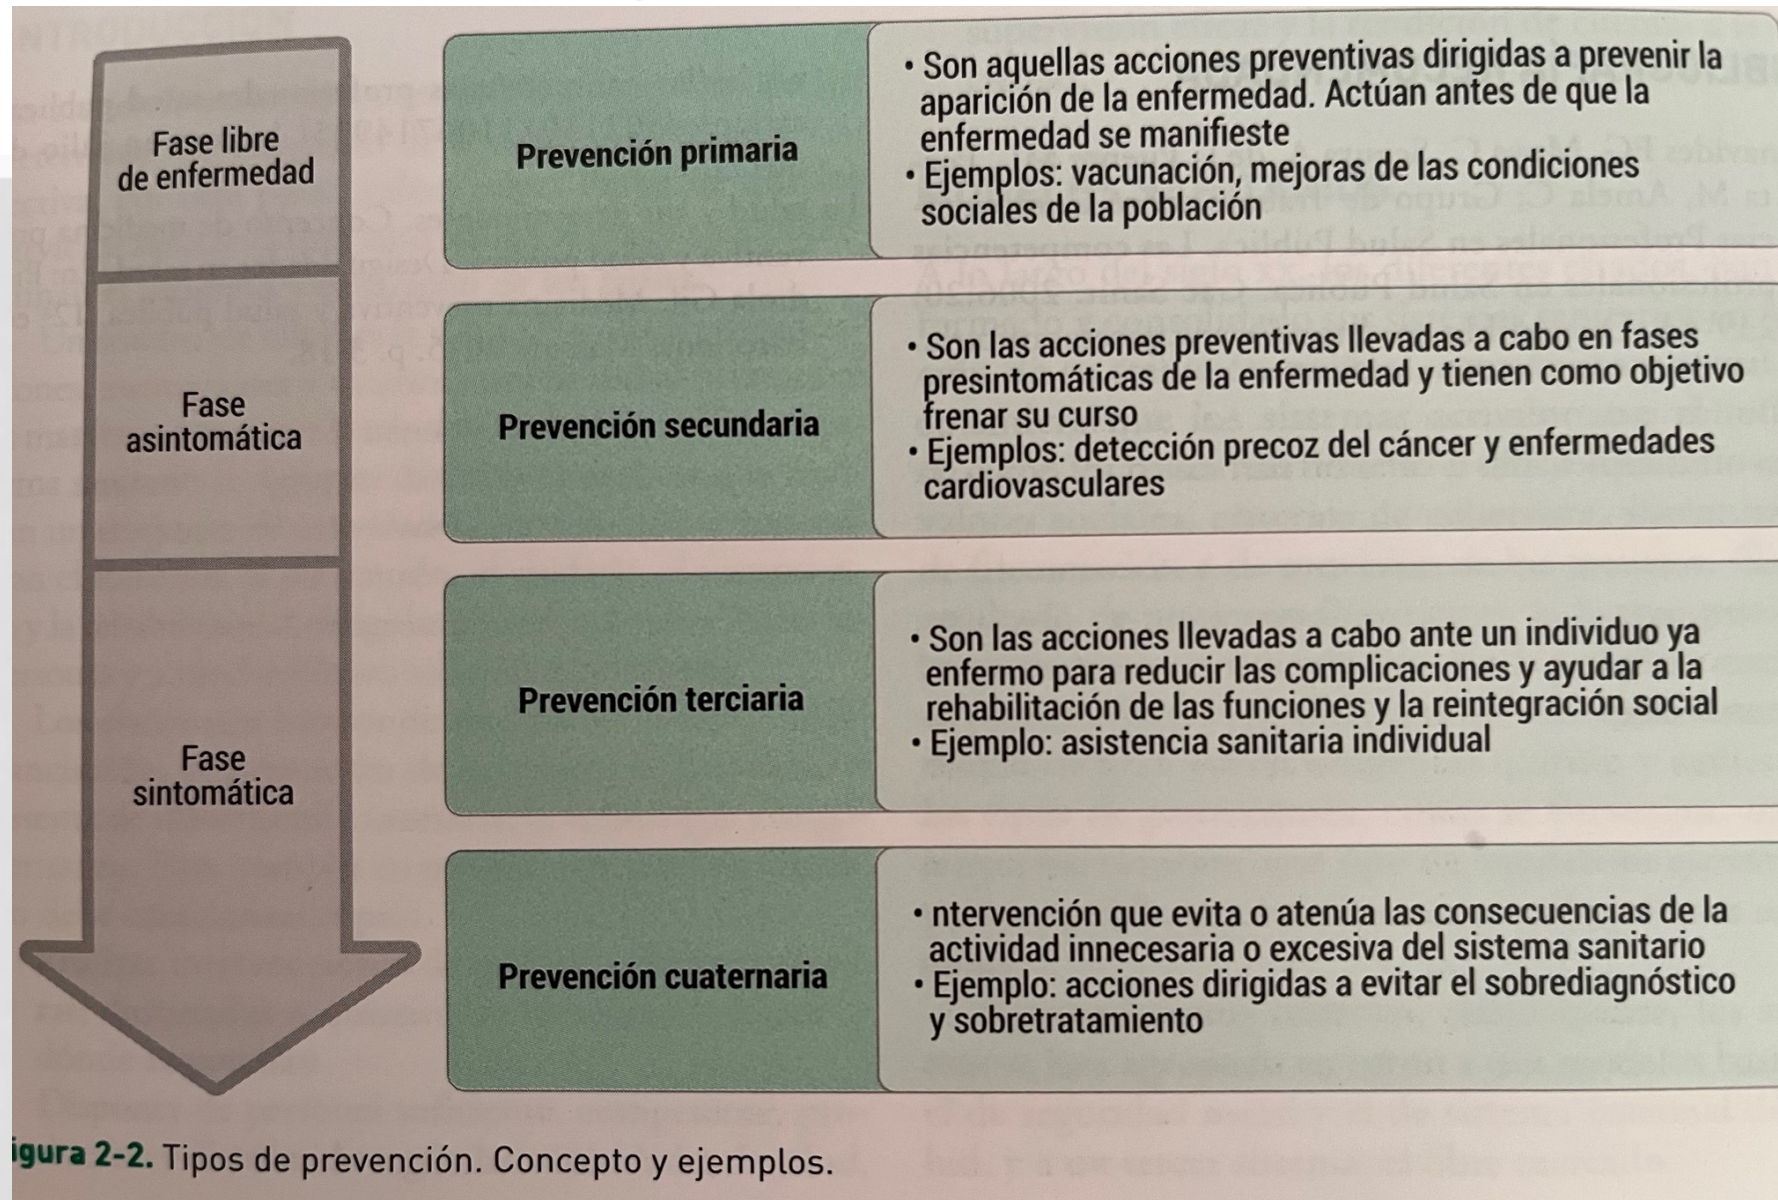 Fase libre
de enfermedad
Prevención primaria
• Son aquellas acciones preventivas dirigidas a prevenir la
aparición de la enfermedad. Actúan antes de que la
enfermedad se manifieste
• Ejemplos: vacunación, mejoras de las condiciones
sociales de la población
Fase
asintomática
Prevención secundaria
• Son las acciones preventivas llevadas a cabo en fases
presintomáticas de la enfermedad y tienen como objetivo
frenar su curso
• Ejemplos: detección precoz del cáncer y enfermedades
cardiovasculares
Fase
sintomática
Prevención terciaria
• Son las acciones llevadas a cabo ante un individuo ya
enfermo para reducir las complicaciones y ayudar a la
rehabilitación de las funciones y la reintegración social
• Ejemplo: asistencia sanitaria individual
Prevención cuaternaria
• ntervención que evita o atenúa las consecuencias de la
actividad innecesaria o excesiva del sistema sanitario
• Ejemplo: acciones dirigidas a evitar el sobrediagnóstico
y sobretratamiento
igura 2-2. Tipos de prevención. Concepto y ejemplos.